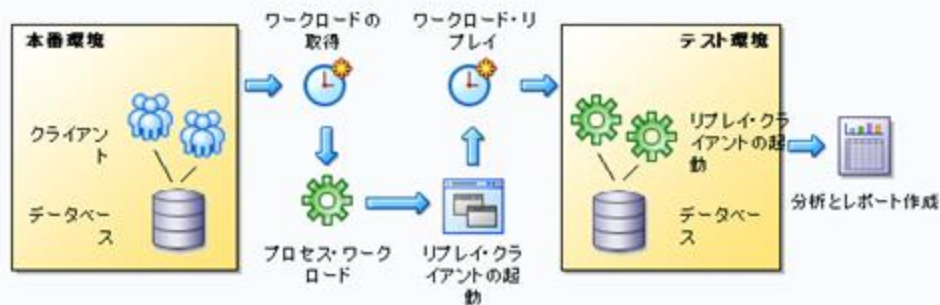 本番環境
クライアン
ト
データベー
ス
ワークロードの
取得
プロセス・ワーク
ロード
ワークロード・リ
プレイ
リプレイ・クラ
イアントの起
動
テスト環境
リプレイ・クラ
イアントの起
動
データベー
ス
分析とレポート作成